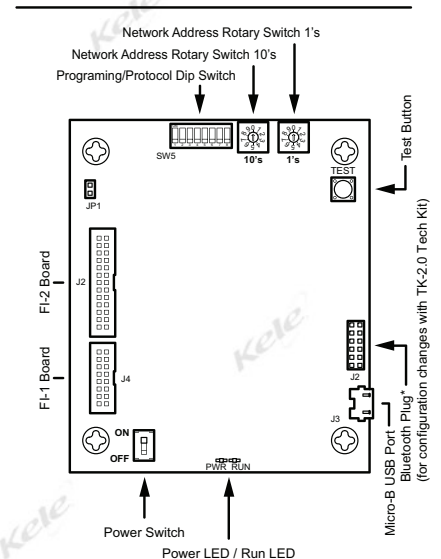 Network Address Rotary Switch 1's
Network Address Rotary Switch 10's
Programing/Protocol Dip Switch
SW5
10's
1's
TEST
Test Button
JP1
FI-2 Board
J2
FI-1 Board
J4
J2
J3
Micro-B USB Port
Bluetooth Plug*
(for configuration changes with TK-2.0 Tech Kit)
ON
OFF
PWR RUN
Power Switch
Power LED / Run LED
Kele
Kele
Kele